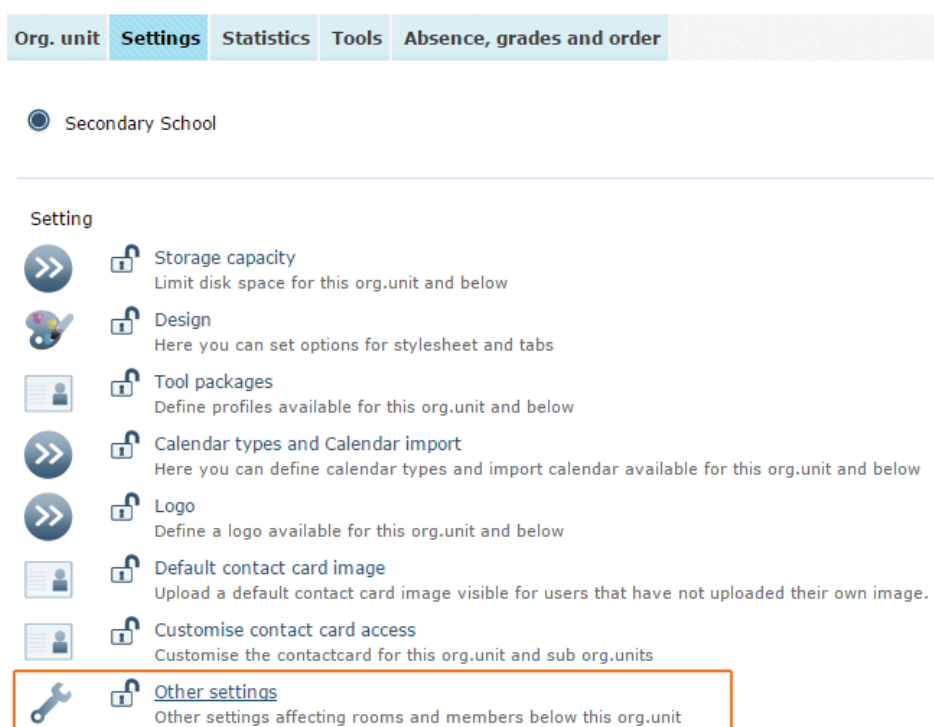 Org. unit Settings Statistics Tools Absence, grades and order
Secondary School
Setting
Storage capacity
Limit disk space for this org.unit and below
Design
Here you can set options for stylesheet and tabs
Tool packages
Define profiles available for this org.unit and below
Calendar types and Calendar import
Here you can define calendar types and import calendar available for this org.unit and below
Logo
Define a logo available for this org.unit and below
Default contact card image
Upload a default contact card image visible for users that have not uploaded their own image.
Customise contact card access
Customise the contactcard for this org.unit and sub org.units
Other settings
Other settings affecting rooms and members below this org.unit